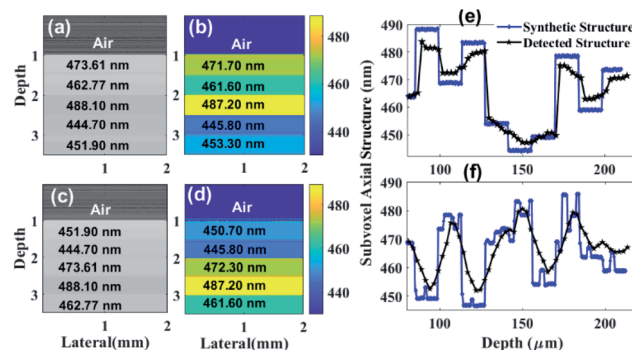 (a)
Air
473.61 nm
462.77 nm
488.10 nm
444.70 nm
451.90 nm
1
2
3
Depth
1
2
(b)
Air
471.70 nm
461.60 nm
487.20 nm
445.80 nm
453.30 nm
1
2
480
460
440
(c)
Air
451.90 nm
444.70 nm
473.61 nm
488.10 nm
462.77 nm
1
2
3
Depth
1
2
Lateral(mm)
(d)
Air
450.70 nm
445.80 nm
472.30 nm
487.20 nm
461.60 nm
1
2
Lateral(mm)
480
460
440
Subvoxel Axial Structure (nm)
(e)
Synthetic Structure
Detected Structure
490
480
470
460
450
100
150
200
(f)
490
480
470
460
450
100
150
200
Depth (μm)